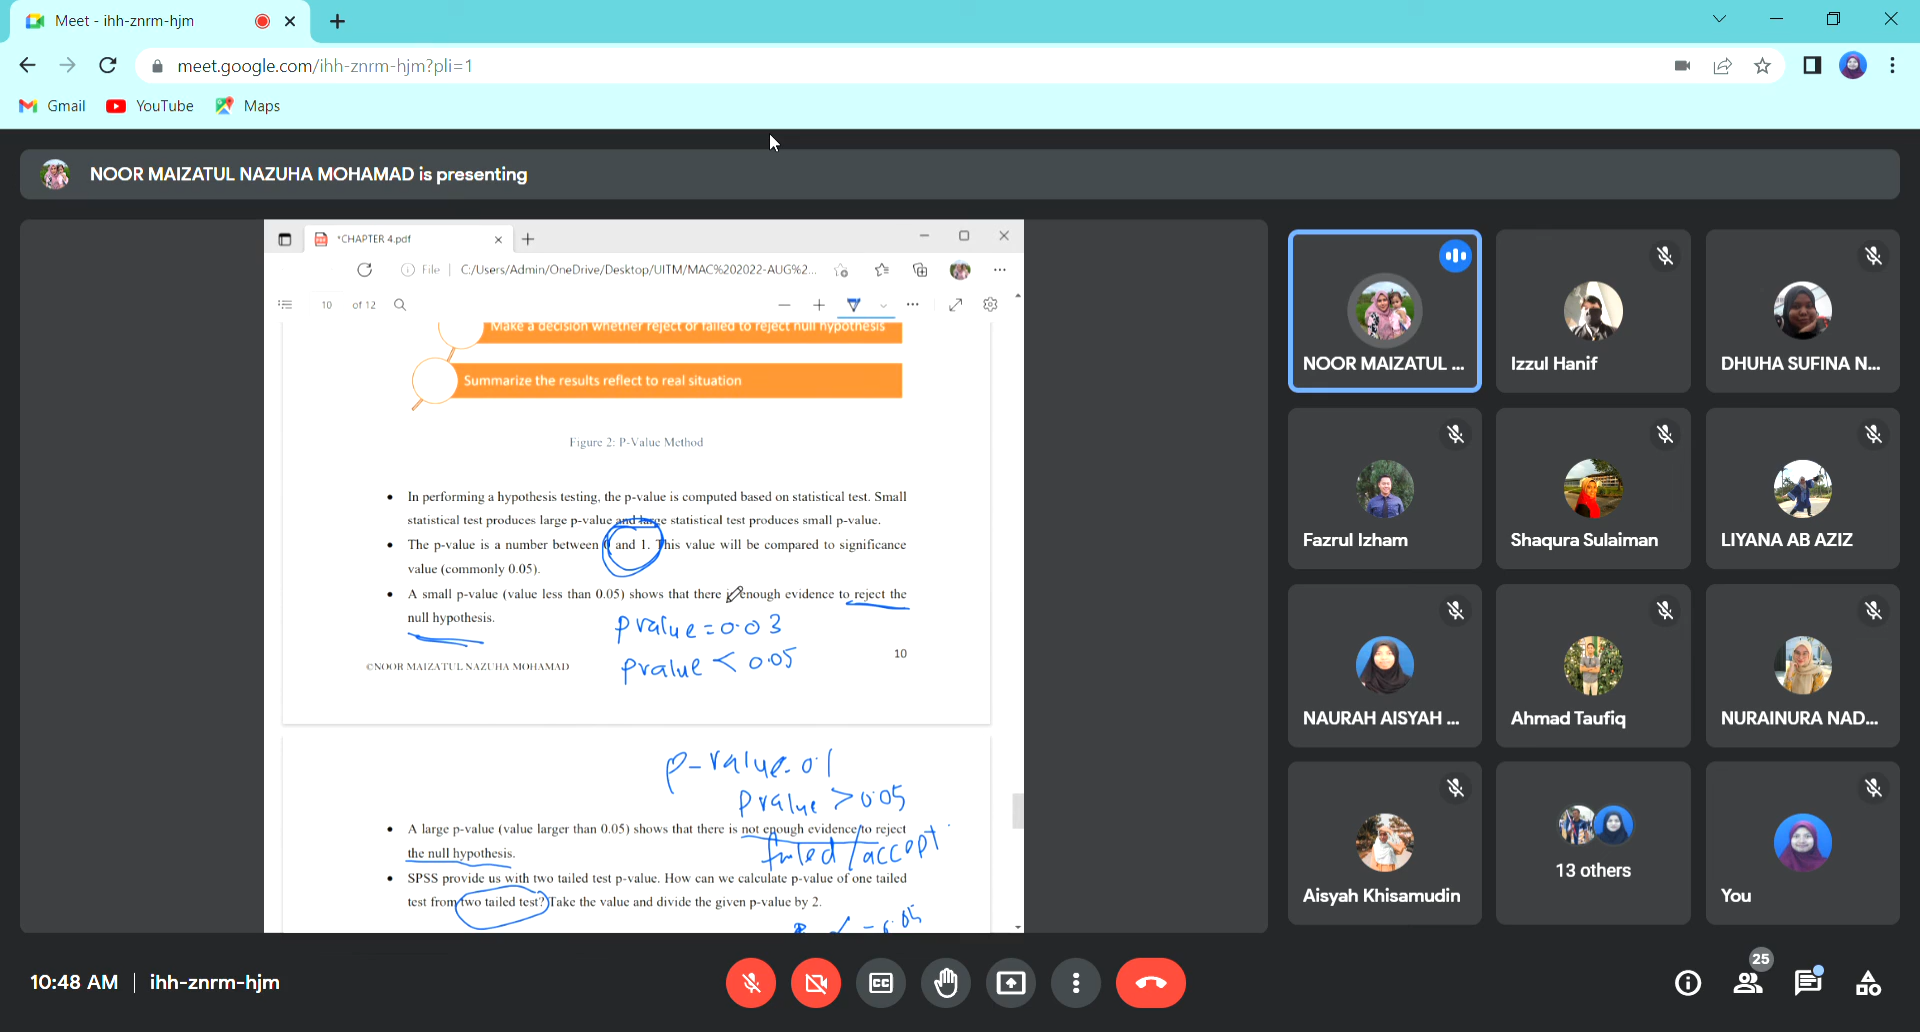 Meet - ihh-znrm-hjm
meet.google.com/ihh-znrm-hjm?pli=1
Gmail YouTube Maps
NOOR MAIZATUL NAZUHA MOHAMAD is presenting
*CHAPTER 4.pdf
File C:/Users/Admin/OneDrive/Desktop/UITM/MAC%202022-AUG%2...
10 of 12
Make a decision whether reject or failed to reject null hypothesis
Summarize the results reflect to real situation
Figure 2: P-Value Method
• In performing a hypothesis testing, the p-value is computed based on statistical test. Small
statistical test produces large p-value and large statistical test produces small p-value.
• The p-value is a number between 0 and 1. This value will be compared to significance
value (commonly 0.05).
• A small p-value (value less than 0.05) shows that there is enough evidence to reject the
null hypothesis.
p value = 0.03
10
©NOOR MAIZATUL NAZUHA MOHAMAD
p value < 0.05
p-value = 0.1
p value > 0.05
• A large p-value (value larger than 0.05) shows that there is not enough evidence to reject
failed/accept
the null hypothesis.
• SPSS provide us with two tailed test p-value. How can we calculate p-value of one tailed
test from two tailed test? Take the value and divide the given p-value by 2.
= 0.05
NOOR MAIZATUL ...
Izzul Hanif
DHUHA SUFINA N...
Fazrul Izham
Shaqura Sulaiman
LIYANA AB AZIZ
NAURAH AISYAH ...
Ahmad Taufiq
NURAINURA NAD...
Aisyah Khisamudin
13 others
You
10:48 AM | ihh-znrm-hjm
25